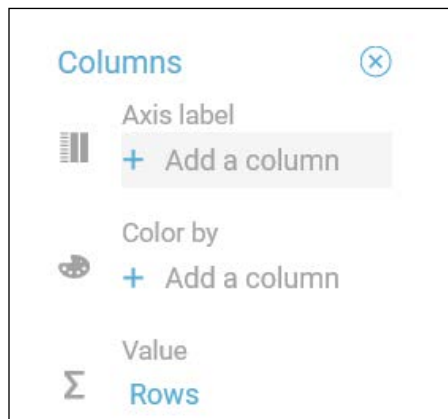 Columns
Axis label
+ Add a column
Color by
+ Add a column
Value
Σ Rows